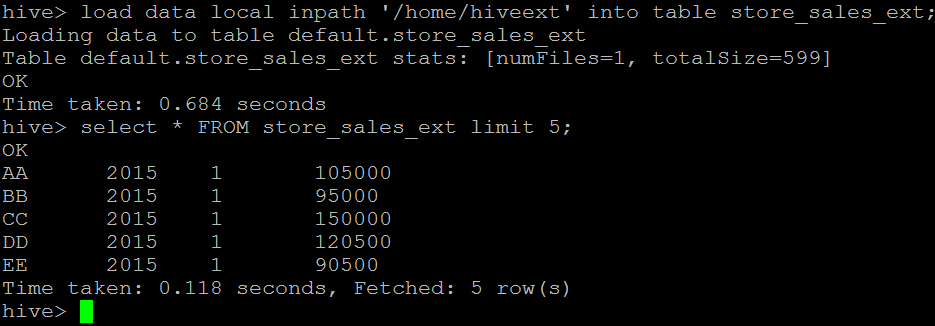 hive> load data local inpath '/home/hiveext' into table store_sales_ext;
Loading data to table default.store_sales_ext
Table default.store_sales_ext stats: [numFiles=1, totalSize=599]
OK
Time taken: 0.684 seconds
hive> select * FROM store_sales_ext limit 5;
OK
AA      2015    1       105000
BB      2015    1       95000
CC      2015    1       150000
DD      2015    1       120500
EE      2015    1       90500
Time taken: 0.118 seconds, Fetched: 5 row(s)
hive>